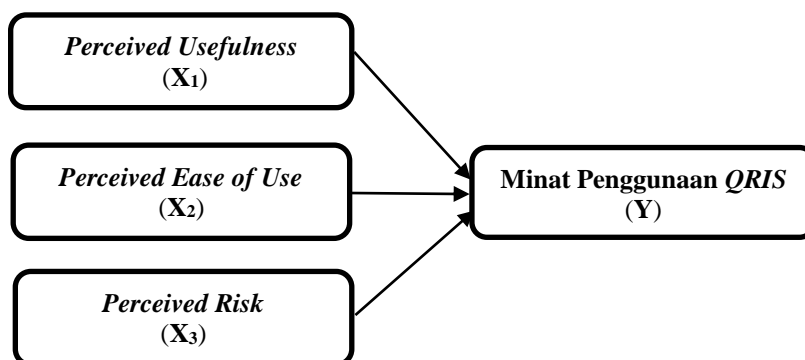 Perceived Usefulness
(X₁)
Perceived Ease of Use
(X₂)
Minat Penggunaan QRIS
(Y)
Perceived Risk
(X₃)